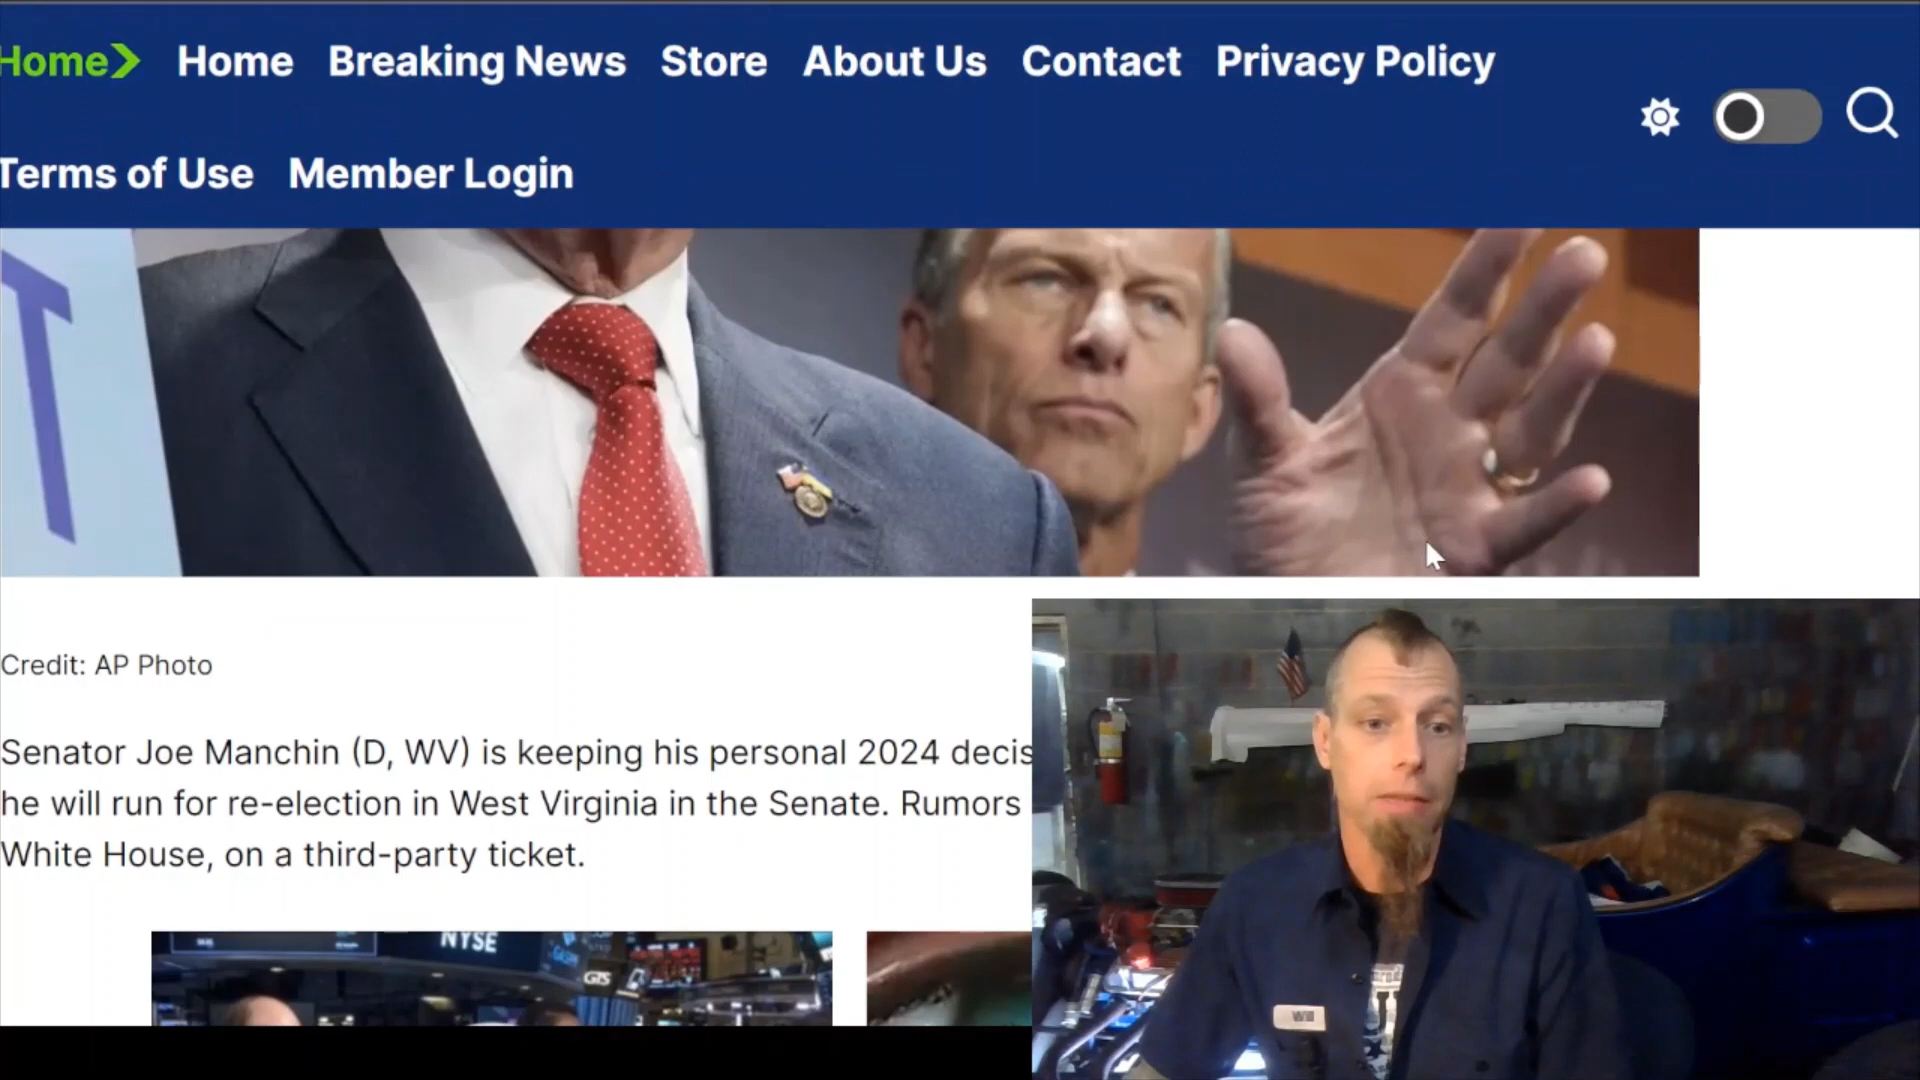 Home
Home Breaking News Store About Us Contact Privacy Policy
Terms of Use Member Login
T
Credit: AP Photo
Senator Joe Manchin (D, WV) is keeping his personal 2024 decis
he will run for re-election in West Virginia in the Senate. Rumors
White House, on a third-party ticket.
NYSE
GTS
Will